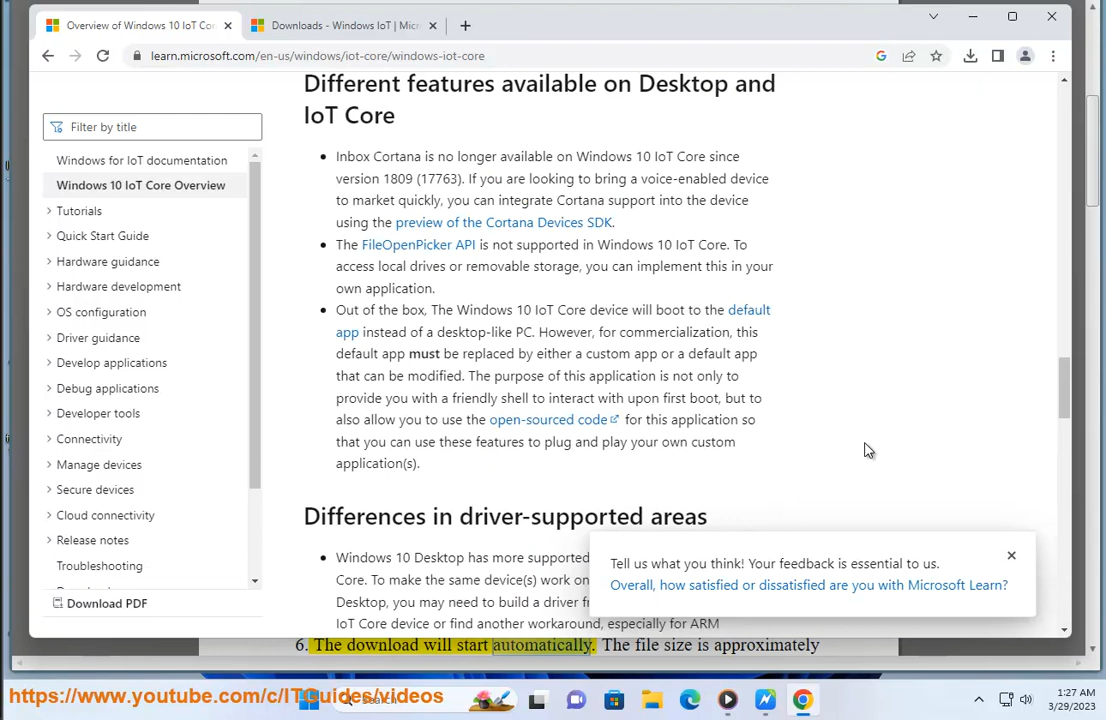 Overview of Windows 10 IoT Cor
Downloads - Windows IoT | Micr
learn.microsoft.com/en-us/windows/iot-core/windows-iot-core
Filter by title
Windows for IoT documentation
Windows 10 IoT Core Overview
Tutorials
Quick Start Guide
Hardware guidance
Hardware development
OS configuration
Driver guidance
Develop applications
Debug applications
Developer tools
Connectivity
Manage devices
Secure devices
Cloud connectivity
Release notes
Troubleshooting
Download PDF
Different features available on Desktop and
IoT Core
Inbox Cortana is no longer available on Windows 10 IoT Core since
version 1809 (17763). If you are looking to bring a voice-enabled device
to market quickly, you can integrate Cortana support into the device
using the preview of the Cortana Devices SDK.
The FileOpenPicker API is not supported in Windows 10 IoT Core. To
access local drives or removable storage, you can implement this in your
own application.
Out of the box, The Windows 10 IoT Core device will boot to the default
app instead of a desktop-like PC. However, for commercialization, this
default app must be replaced by either a custom app or a default app
that can be modified. The purpose of this application is not only to
provide you with a friendly shell to interact with upon first boot, but to
also allow you to use the open-sourced code for this application so
that you can use these features to plug and play your own custom
application(s).
Differences in driver-supported areas
Windows 10 Desktop has more supported
Core. To make the same device(s) work on
Desktop, you may need to build a driver
IoT Core device or find another workaround, especially for ARM
Tell us what you think! Your feedback is essential to us.
Overall, how satisfied or dissatisfied are you with Microsoft Learn?
6. The download will start automatically. The file size is approximately
https://www.youtube.com/c/ITGuides/videos
1:27 AM
3/29/2023